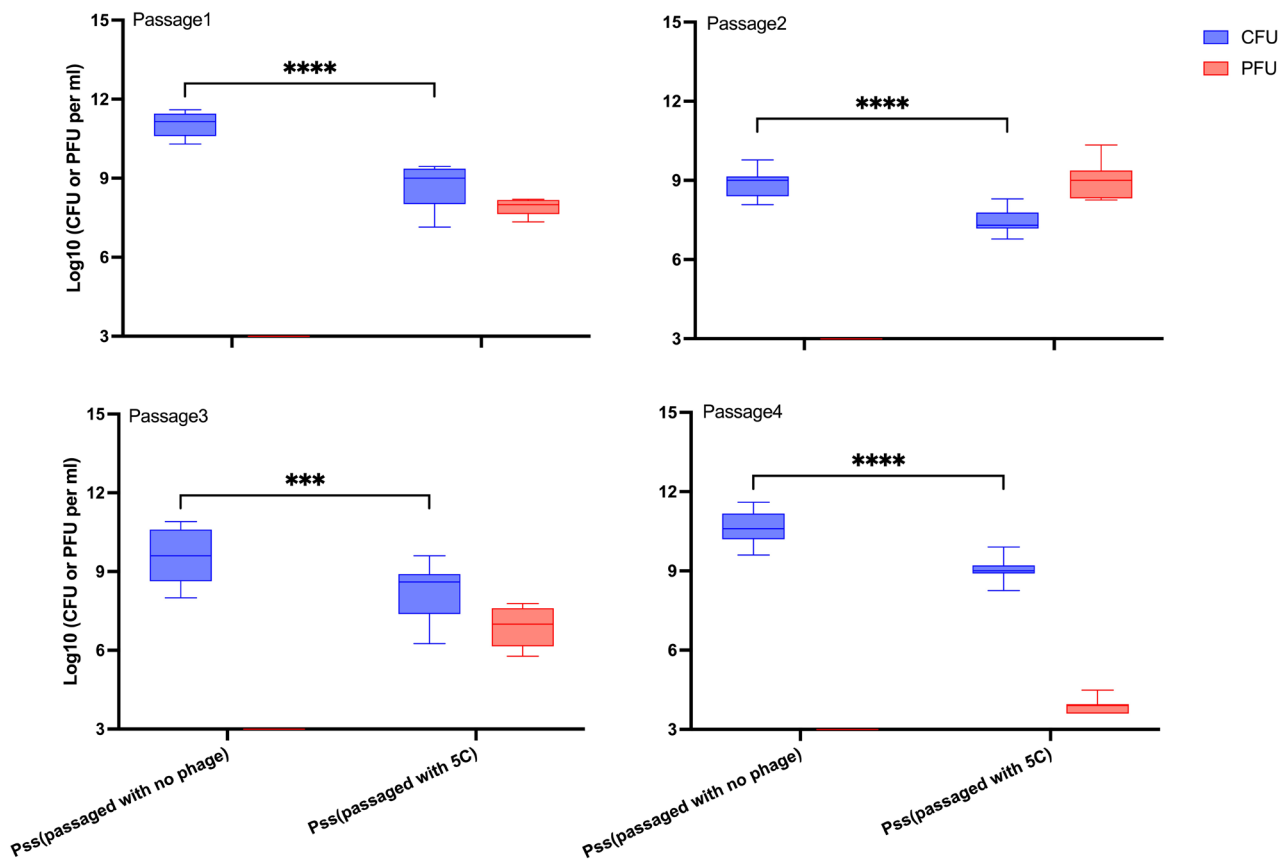 Passage1
Passage2
CFU
PFU
Log10 (CFU or PFU per ml)
15
12
9
6
3
****
15
12
9
6
3
****
Passage3
Passage4
Log10 (CFU or PFU per ml)
15
12
9
6
3
***
15
12
9
6
3
****
Pss(passaged with no phage)
Pss(passaged with 5C)
Pss(passaged with no phage)
Pss(passaged with 5C)